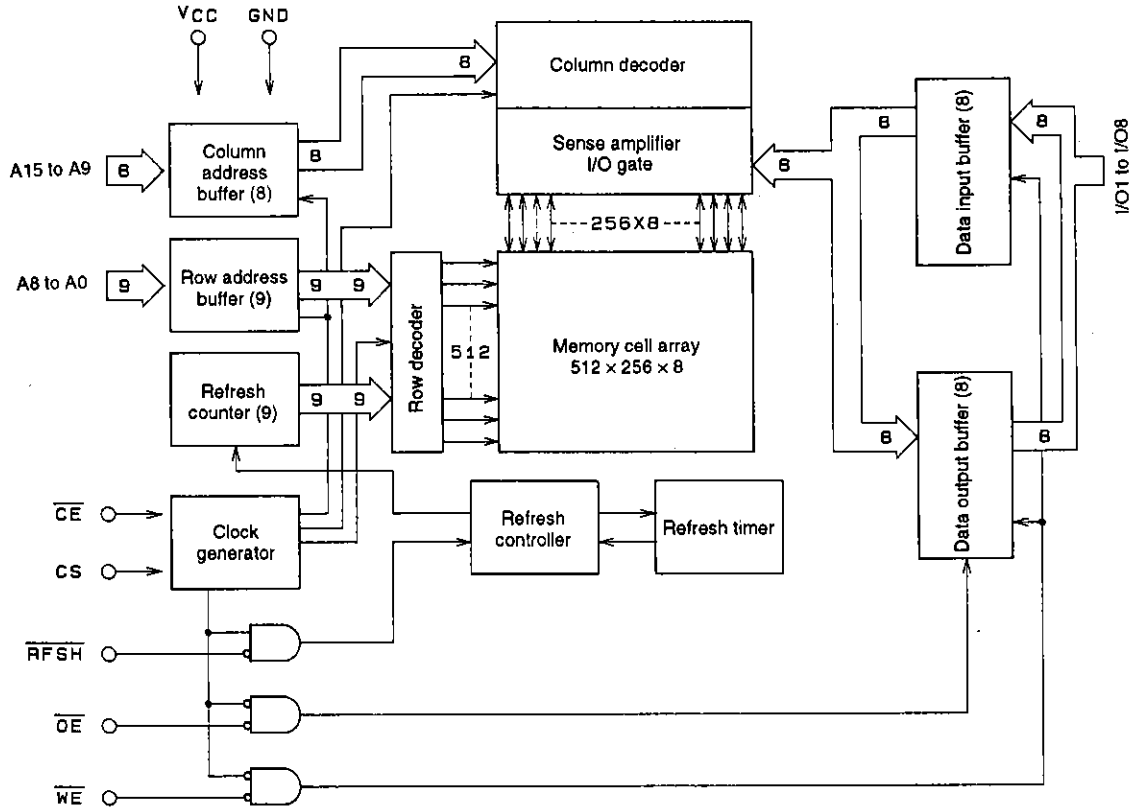 VCC GND
8
Column decoder
Sense amplifier
I/O gate
8
256X8
A15 to A9
8
Column
address
buffer (8)
8
A8 to A0
9
Row address
buffer (9)
9 9
Row decoder
512
Memory cell array
512 × 256 × 8
Refresh
counter (9)
9 9
8
Data input buffer (8)
8
I/O1 to I/O8
8
Data output buffer (8)
8
CE
CS
Clock
generator
Refresh
controller
Refresh timer
RFSH
OE
WE